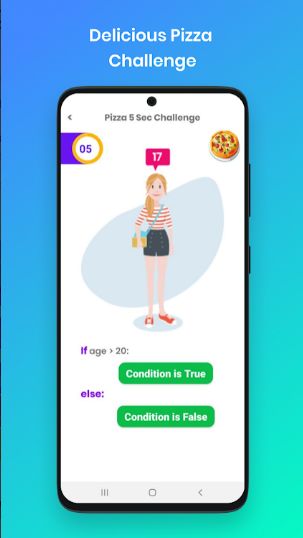 Delicious Pizza
Challenge
Pizza 5 Sec Challenge
05
17
If age > 20:
Condition is True
else:
Condition is False